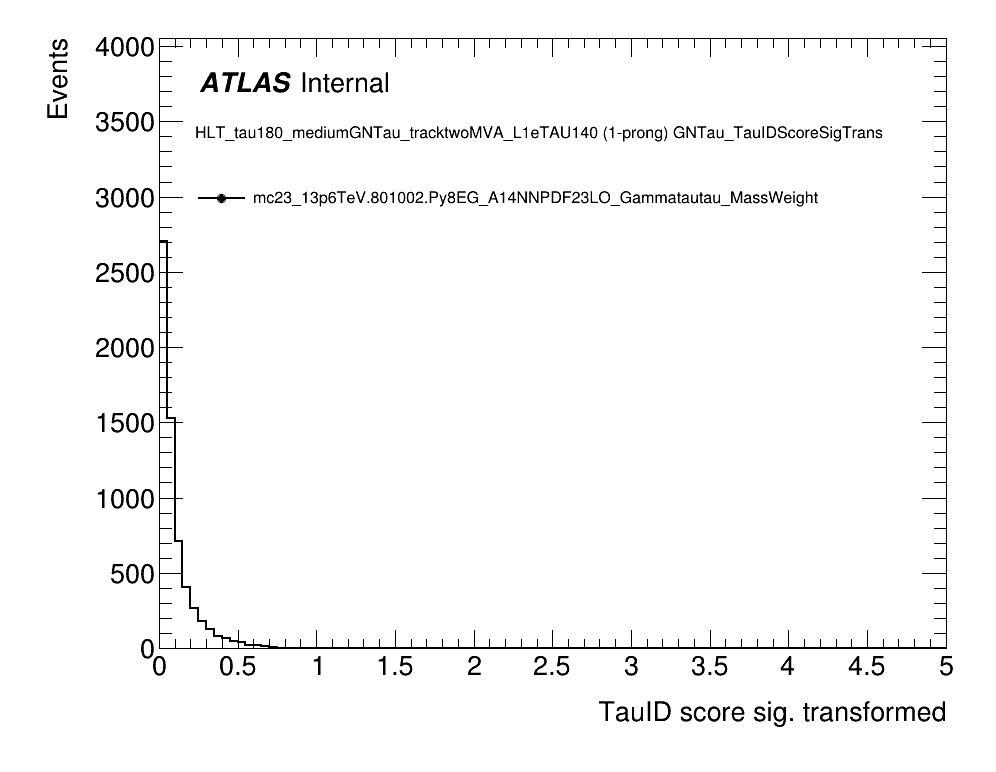 Events
4000
ATLAS Internal
3500
HLT_tau180_mediumGNTau_tracktwoMVA_L1eTAU140 (1-prong) GNTau_TauIDScoreSigTrans
3000
mc23_13p6TeV.801002.Py8EG_A14NNPDF23LO_Gammatautau_MassWeight
2500
2000
1500
1000
500
0
0 0.5 1 1.5 2 2.5 3 3.5 4 4.5 5
TauID score sig. transformed